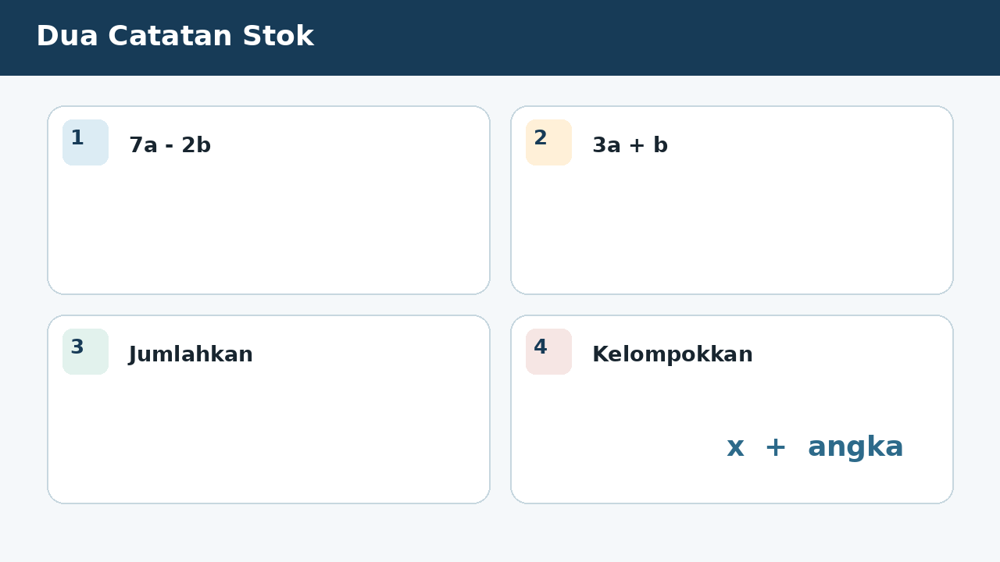 Dua Catatan Stok
1
7a - 2b
2
3a + b
3
Jumlahkan
4
Kelompokkan
x + angka